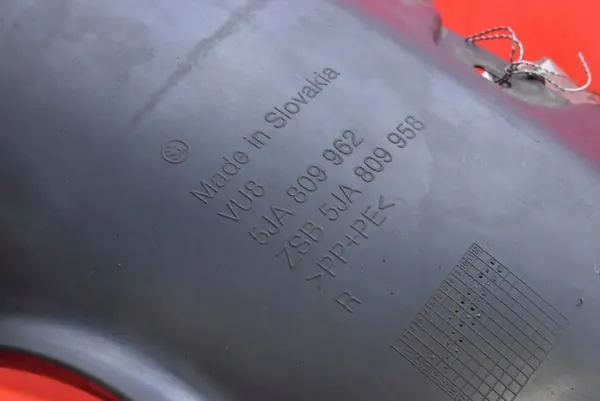 Made in Slovakia
VU8
5JA 809 962
ZSB 5JA 809 958
>PP+PE<
R